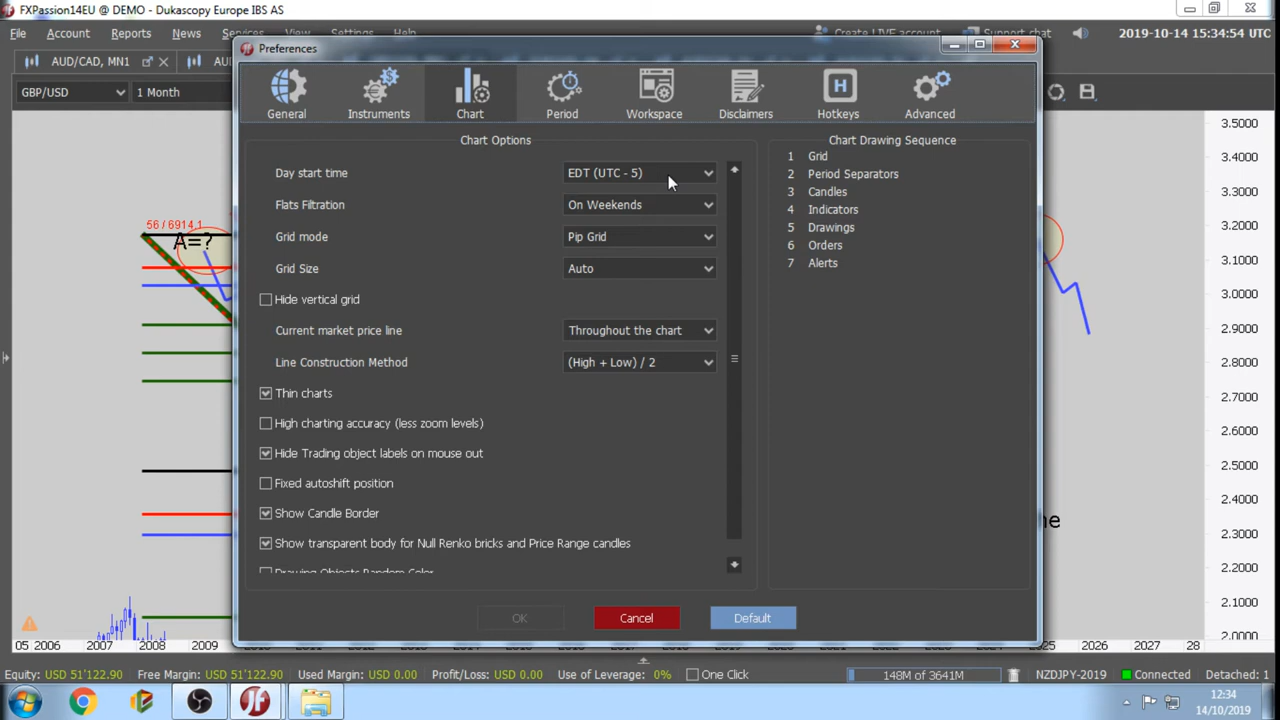 FXPassion14EU @ DEMO - Dukascopy Europe IBS AS
File Account Reports News Services View Settings Help Create LIVE account Support chat 2019-10-14 15:34:54 UTC
Preferences
AUD/CAD, MN1
GBP/USD 1 Month
General Instruments Chart Period Workspace Disclaimers Hotkeys Advanced
Chart Options
Day start time EDT (UTC - 5)
Flats Filtration On Weekends
Grid mode Pip Grid
Grid Size Auto
Hide vertical grid
Current market price line Throughout the chart
Line Construction Method (High + Low) / 2
Thin charts
High charting accuracy (less zoom levels)
Hide Trading object labels on mouse out
Fixed autoshift position
Show Candle Border
Show transparent body for Null Renko bricks and Price Range candles
Drawing Objects Random Color
Chart Drawing Sequence
1 Grid
2 Period Separators
3 Candles
4 Indicators
5 Drawings
6 Orders
7 Alerts
OK Cancel Default
56 / 6914.1
A=?
3.5000
3.4000
3.3000
3.2000
3.1000
3.0000
2.9000
2.8000
2.7000
2.6000
2.5000
2.4000
2.3000
2.2000
2.1000
2.0000
05 2006 2007 2008 2009 2025 2026 2027 28
Equity: USD 51'122.90 Free Margin: USD 51'122.90 Used Margin: USD 0.00 Profit/Loss: USD 0.00 Use of Leverage: 0% One Click 148M of 3641M NZDJPY-2019 Connected Detached: 1
12:34
14/10/2019